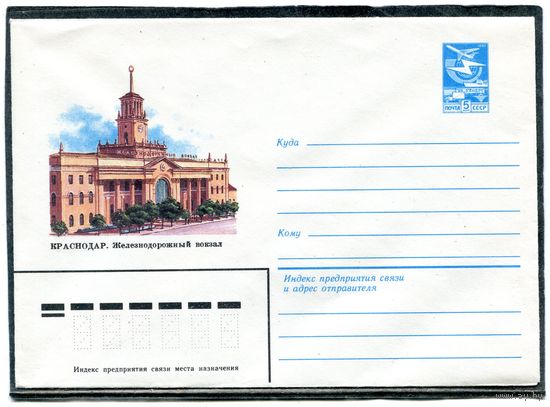 ПОЧТА 5 СССР
Куда
КРАСНОДАР. Железнодорожный вокзал
Кому
Индекс предприятия связи
и адрес отправителя
Индекс предприятия связи места назначения